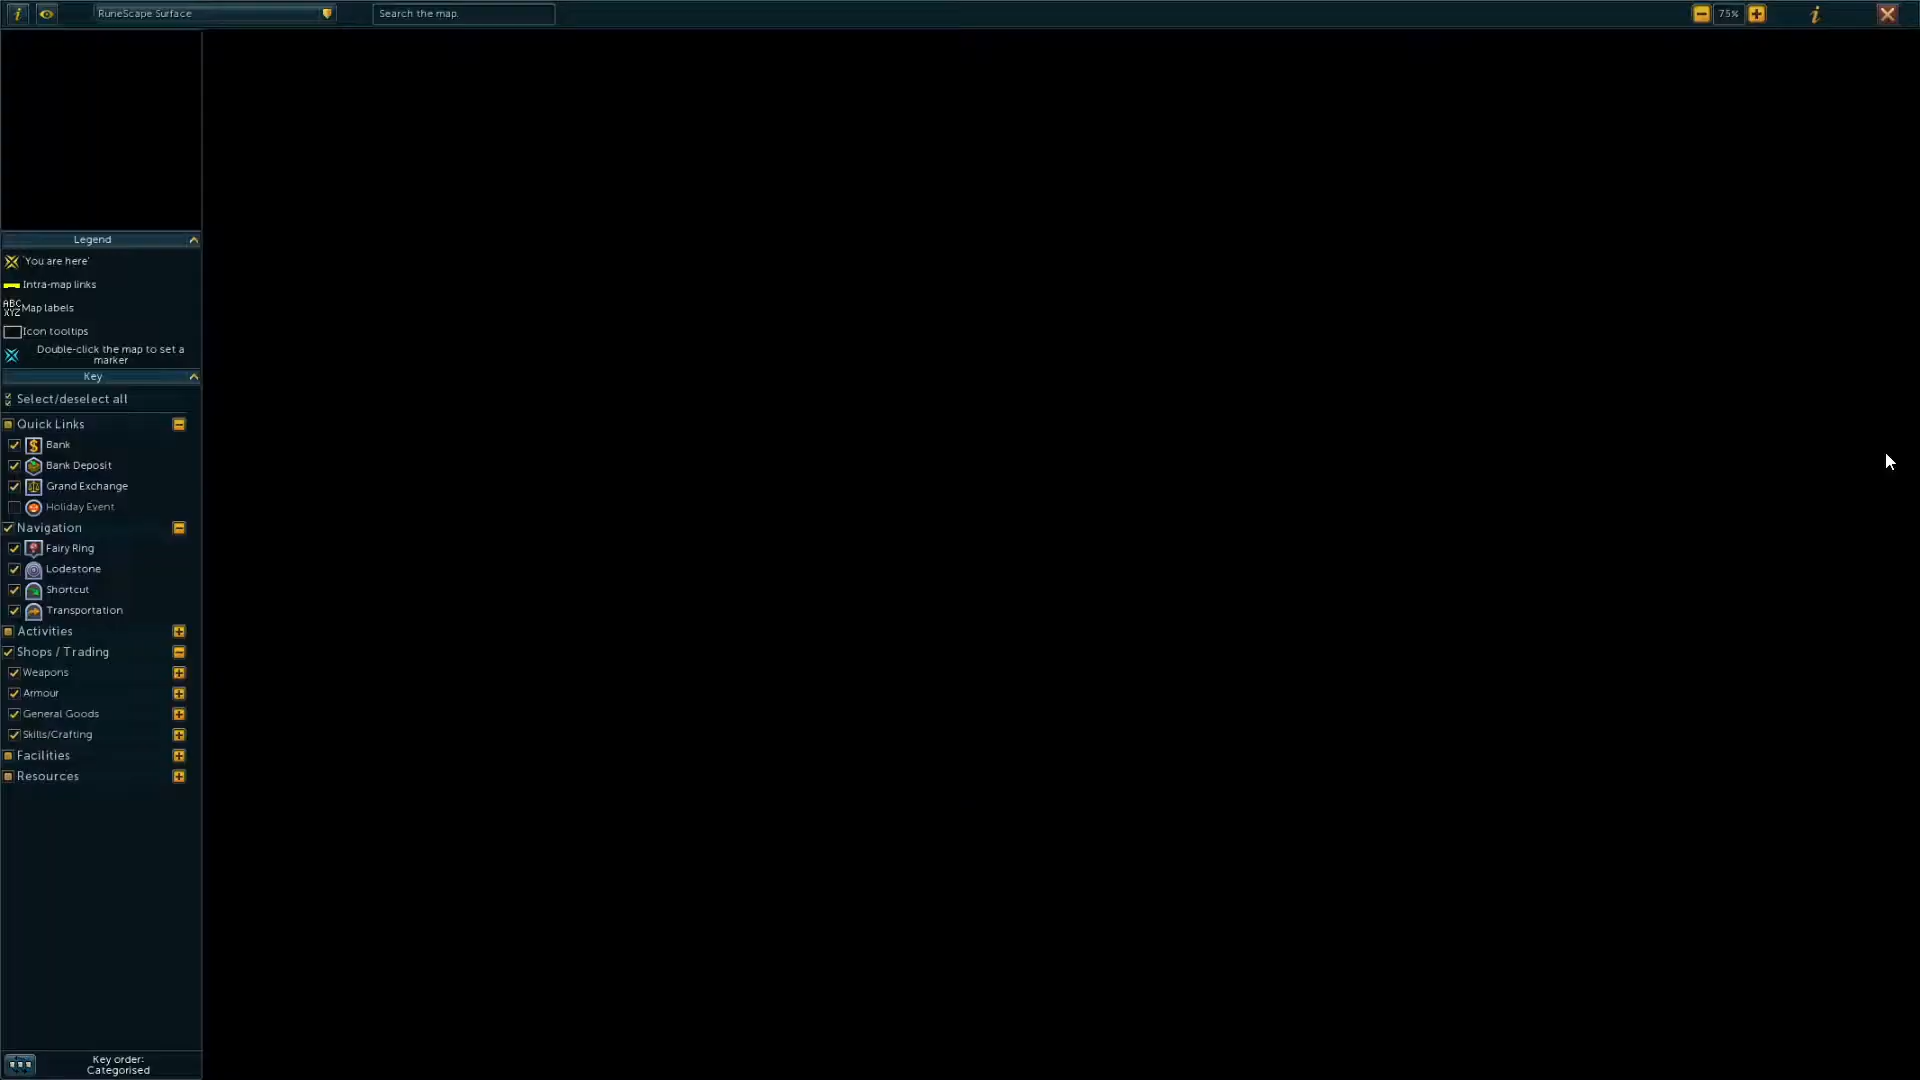 RuneScape Surface
Search the map.
75%
Legend
'You are here'
Intra-map links
ABC
XYZ
Map labels
Icon tooltips
Double-click the map to set a
marker
Key
Select/deselect all
Quick Links
Bank
Bank Deposit
Grand Exchange
Holiday Event
Navigation
Fairy Ring
Lodestone
Shortcut
Transportation
Activities
Shops / Trading
Weapons
Armour
General Goods
Skills/Crafting
Facilities
Resources
Key order:
Categorised